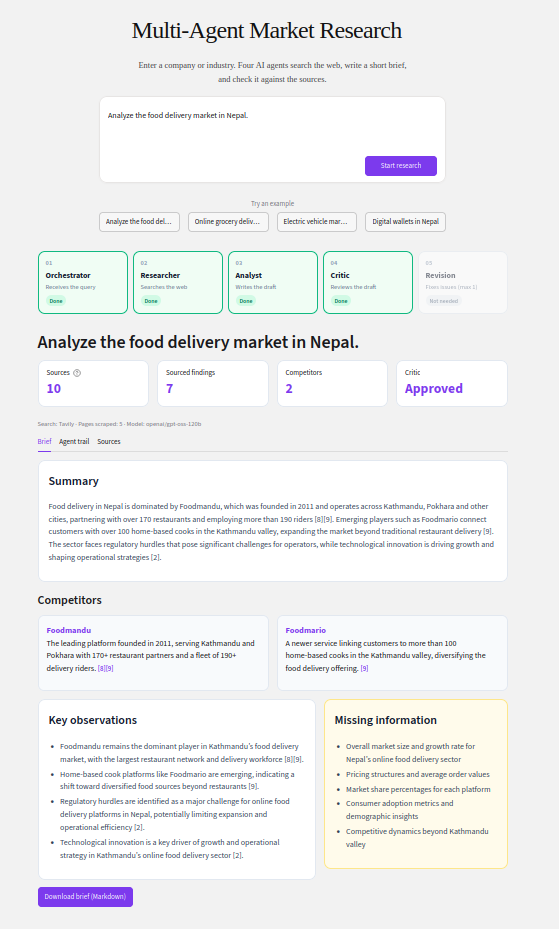 Multi-Agent Market Research
Enter a company or industry. Four AI agents search the web, write a short brief,
and check it against the sources.
Analyze the food delivery market in Nepal.
Start research
Try an example
Analyze the food del...
Online grocery deliv...
Electric vehicle mar...
Digital wallets in Nepal
01
Orchestrator
Receives the query
Done
02
Researcher
Searches the web
Done
03
Analyst
Writes the draft
Done
04
Critic
Reviews the draft
Done
05
Revision
Fixes issues (max 1)
Not needed
Analyze the food delivery market in Nepal.
Sources ?
10
Sourced findings
7
Competitors
2
Critic
Approved
Search: Tavily · Pages scraped: 5 · Model: openai/gpt-oss-120b
Brief Agent trail Sources
Summary
Food delivery in Nepal is dominated by Foodmandu, which was founded in 2011 and operates across Kathmandu, Pokhara and other
cities, partnering with over 170 restaurants and employing more than 190 riders [8][9]. Emerging players such as Foodmario connect
customers with over 100 home-based cooks in the Kathmandu valley, expanding the market beyond traditional restaurant delivery [9].
The sector faces regulatory hurdles that pose significant challenges for operators, while technological innovation is driving growth and
shaping operational strategies [2].
Competitors
Foodmandu
The leading platform founded in 2011, serving Kathmandu and
Pokhara with 170+ restaurant partners and a fleet of 190+
delivery riders. [8][9]
Foodmario
A newer service linking customers to more than 100
home-based cooks in the Kathmandu valley, diversifying the
food delivery offering. [9]
Key observations
• Foodmandu remains the dominant player in Kathmandu's food delivery
market, with the largest restaurant network and delivery workforce [8][9].
• Home-based cook platforms like Foodmario are emerging, indicating a
shift toward diversified food sources beyond restaurants [9].
• Regulatory hurdles are identified as a major challenge for online food
delivery platforms in Nepal, potentially limiting expansion and
operational efficiency [2].
• Technological innovation is a key driver of growth and operational
strategy in Kathmandu's online food delivery sector [2].
Missing information
• Overall market size and growth rate for
Nepal's online food delivery sector
• Pricing structures and average order values
• Market share percentages for each platform
• Consumer adoption metrics and
demographic insights
• Competitive dynamics beyond Kathmandu
valley
Download brief (Markdown)